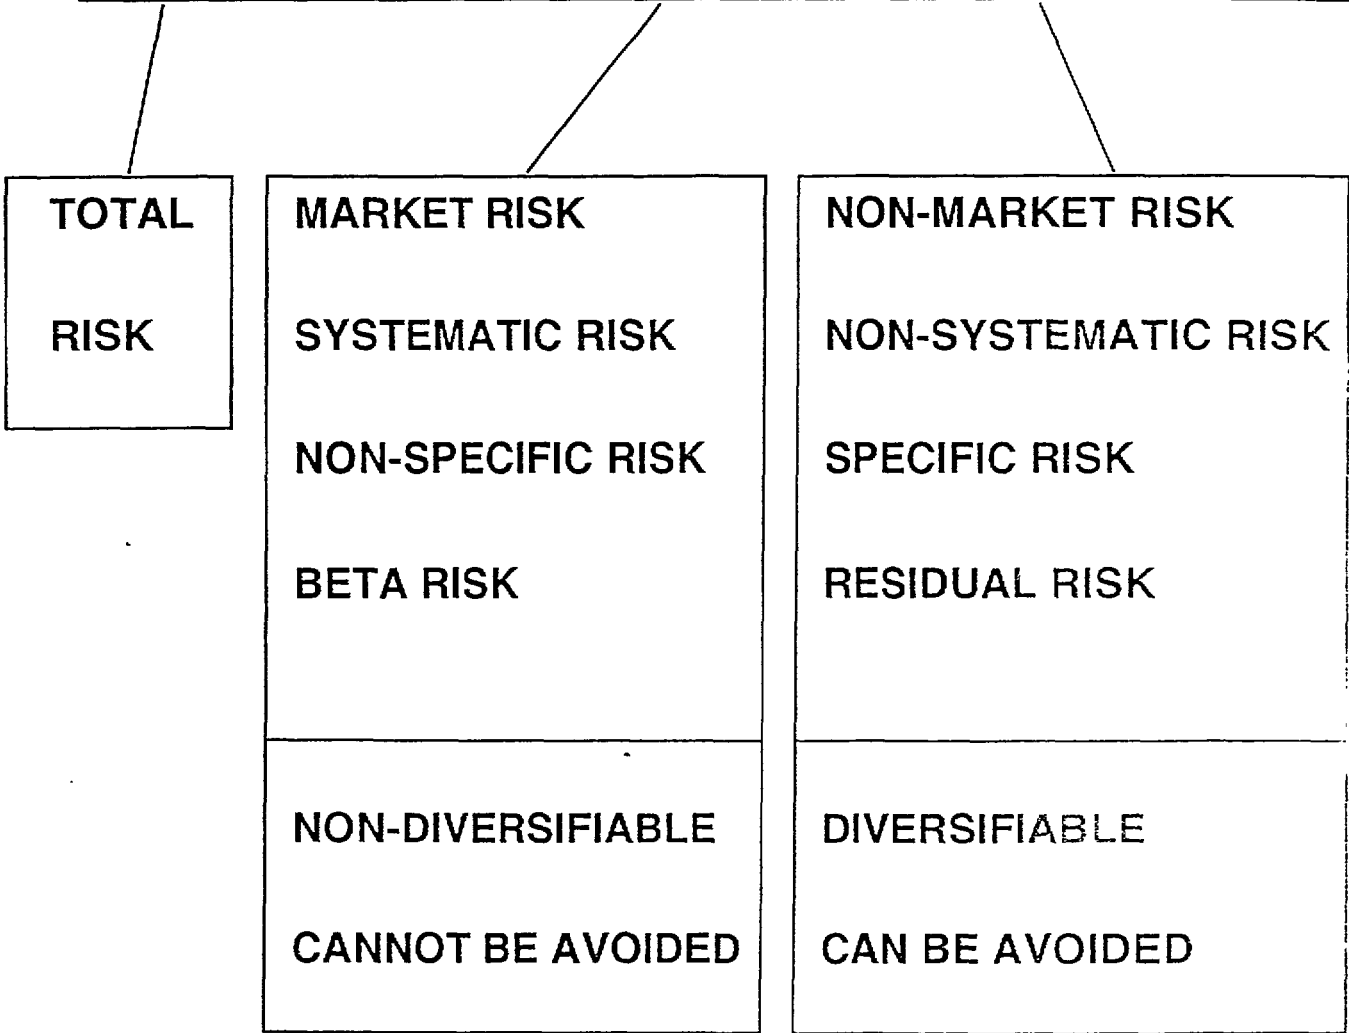 TOTAL
RISK
MARKET RISK
SYSTEMATIC RISK
NON-SPECIFIC RISK
BETA RISK
NON-DIVERSIFIABLE
CANNOT BE AVOIDED
NON-MARKET RISK
NON-SYSTEMATIC RISK
SPECIFIC RISK
RESIDUAL RISK
DIVERSIFIABLE
CAN BE AVOIDED